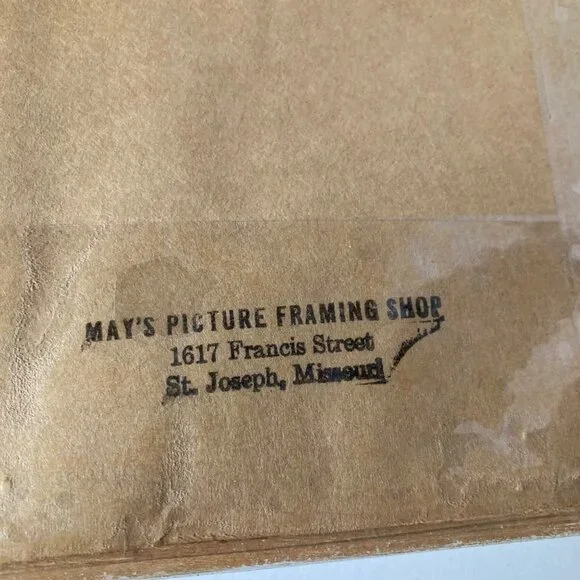 MAY'S PICTURE FRAMING SHOP
1617 Francis Street
St. Joseph, Missouri